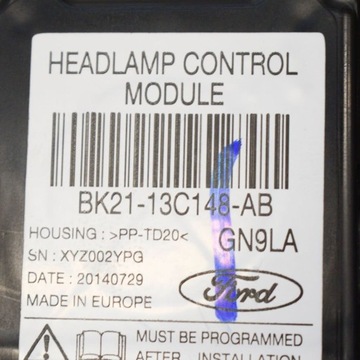 HEADLAMP CONTROL
MODULE
BK21-13C148-AB
HOUSING : >PP-TD20<
GN9LA
SN : XYZ002YPG
DATE : 20140729
MADE IN EUROPE
Ford
MUST BE PROGRAMMED
AFTER INSTALLATION